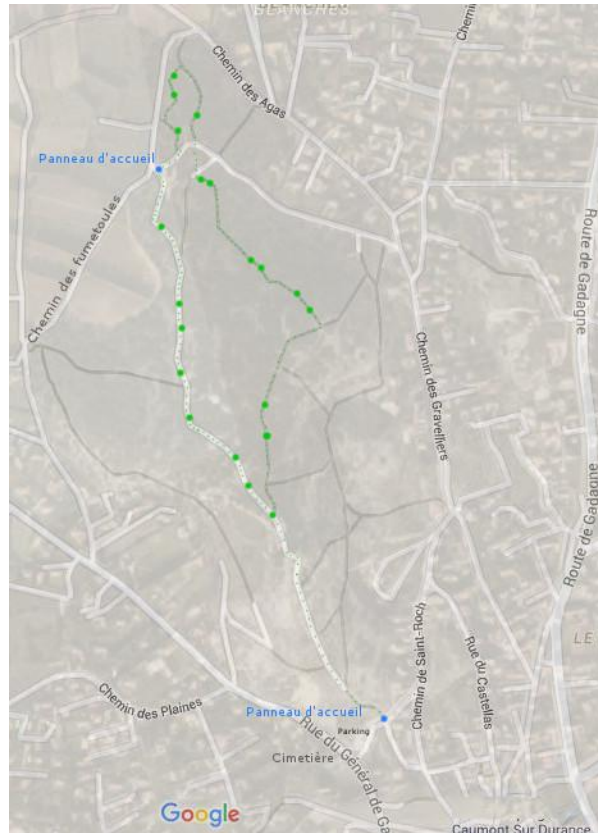 BLANCHES
Chemin
Chemin des Agas
Panneau d'accueil
Chemin des fumetoules
Route de Gadagne
Chemin des Gravelliers
Route de Gadagne
Chemin de Saint-Roch
Rue du Castellas
LE
Chemin des Plaines
Panneau d'accueil
Parking
Rue du Général de Ga
Cimetière
Google
Caumont Sur Durance